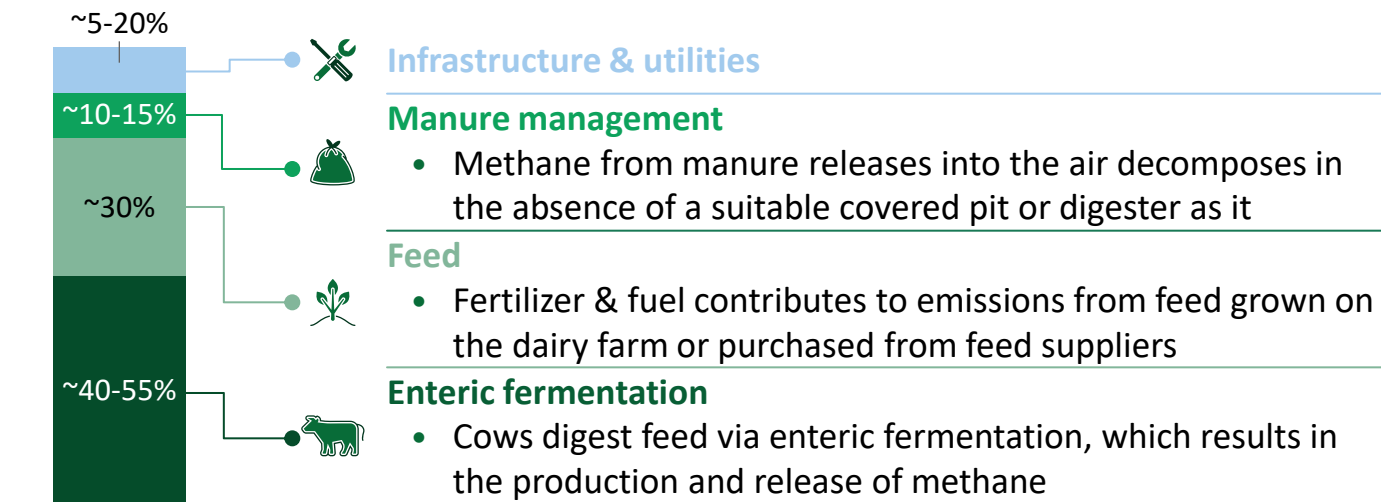 ~5-20%
Infrastructure & utilities
~10-15%
Manure management
• Methane from manure releases into the air decomposes in
the absence of a suitable covered pit or digester as it
~30%
Feed
• Fertilizer & fuel contributes to emissions from feed grown on
the dairy farm or purchased from feed suppliers
~40-55%
Enteric fermentation
• Cows digest feed via enteric fermentation, which results in
the production and release of methane